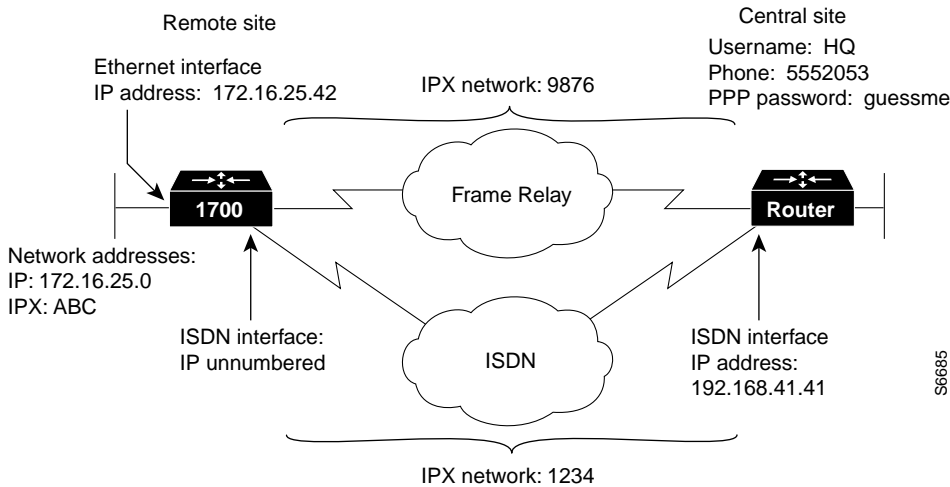 Remote site
Central site
Username: HQ
Phone: 5552053
PPP password: guessme
Ethernet interface
IP address: 172.16.25.42
IPX network: 9876
Frame Relay
1700
Router
Network addresses:
IP: 172.16.25.0
IPX: ABC
ISDN interface:
IP unnumbered
ISDN
ISDN interface
IP address:
192.168.41.41
S6685
IPX network: 1234